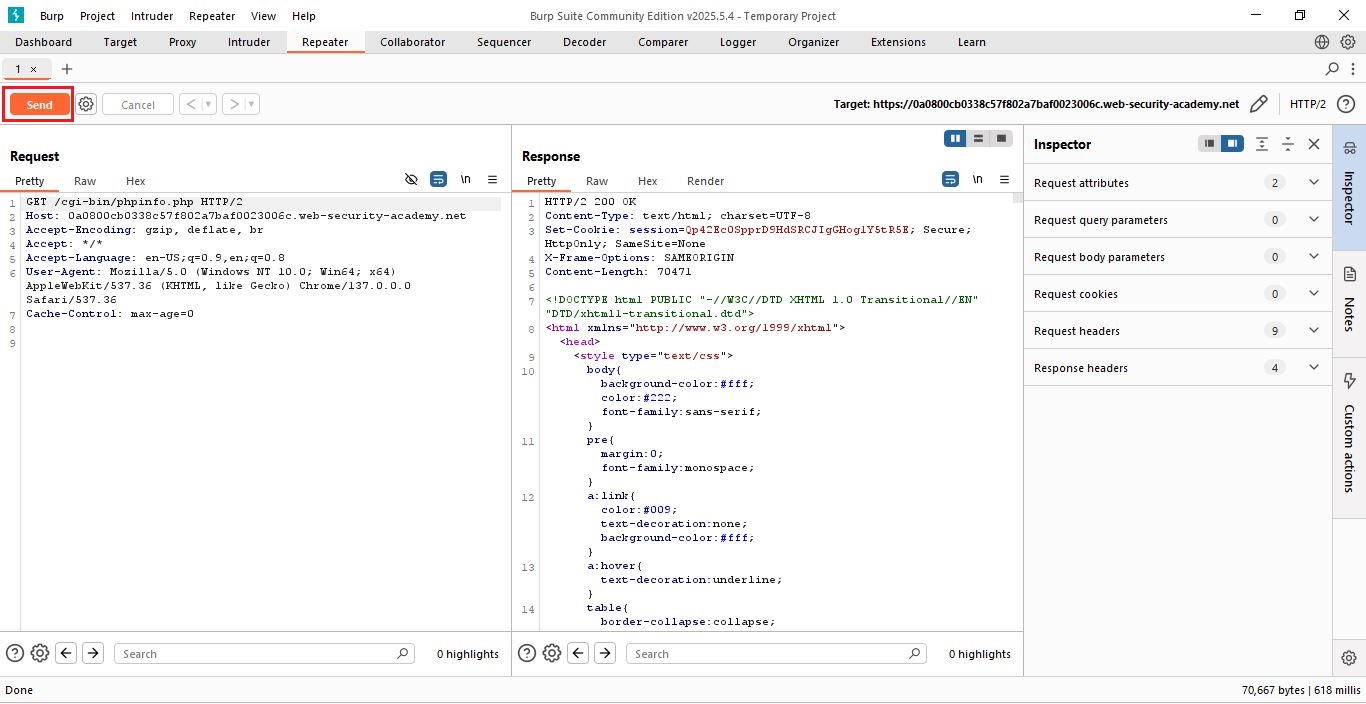 Burp Project Intruder Repeater View Help Burp Suite Community Edition v2025.5.4 - Temporary Project
Dashboard Target Proxy Intruder Repeater Collaborator Sequencer Decoder Comparer Logger Organizer Extensions Learn
1 ×
Send Cancel Target: https://0a0800cb0338c57f802a7baf0023006c.web-security-academy.net HTTP/2
Request
Pretty Raw Hex \n
1 GET /cgi-bin/phpinfo.php HTTP/2
2 Host: 0a0800cb0338c57f802a7baf0023006c.web-security-academy.net
3 Accept-Encoding: gzip, deflate, br
4 Accept: */*
5 Accept-Language: en-US;q=0.9,en;q=0.8
6 User-Agent: Mozilla/5.0 (Windows NT 10.0; Win64; x64)
AppleWebKit/537.36 (KHTML, like Gecko) Chrome/137.0.0.0
Safari/537.36
7 Cache-Control: max-age=0
8
9
Search 0 highlights
Response
Pretty Raw Hex Render \n
1 HTTP/2 200 OK
2 Content-Type: text/html; charset=UTF-8
3 Set-Cookie: session=Qp42Ec0SpprD9HdSRCJIgGHog1Y5tR5E; Secure;
HttpOnly; SameSite=None
4 X-Frame-Options: SAMEORIGIN
5 Content-Length: 70471
6
7 <!DOCTYPE html PUBLIC "-//W3C//DTD XHTML 1.0 Transitional//EN"
"DTD/xhtml1-transitional.dtd">
8 <html xmlns="http://www.w3.org/1999/xhtml">
<head>
9 <style type="text/css">
10 body{
background-color:#fff;
color:#222;
font-family:sans-serif;
}
11 pre{
margin:0;
font-family:monospace;
}
12 a:link{
color:#009;
text-decoration:none;
background-color:#fff;
}
13 a:hover{
text-decoration:underline;
}
14 table{
border-collapse:collapse;
Search 0 highlights
Inspector
Request attributes 2
Request query parameters 0
Request body parameters 0
Request cookies 0
Request headers 9
Response headers 4
Inspector
Notes
Custom actions
Done 70,667 bytes | 618 millis